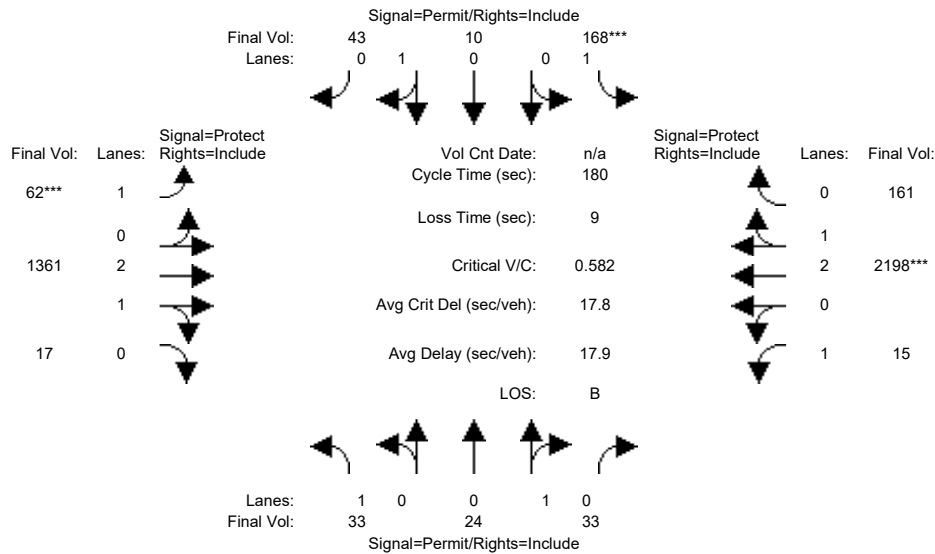 Signal=Permit/Rights=Include
Final Vol: 43 10 168***
Lanes: 0 1 0 0 1
Signal=Protect
Final Vol: Lanes: Rights=Include
Vol Cnt Date: n/a
Signal=Protect
Rights=Include Lanes: Final Vol:
Cycle Time (sec): 180
62*** 1
0 161
Loss Time (sec): 9
0
1
1361 2
Critical V/C: 0.582
2 2198***
1
Avg Crit Del (sec/veh): 17.8
0
17 0
Avg Delay (sec/veh): 17.9
1 15
LOS: B
Lanes: 1 0 0 1 0
Final Vol: 33 24 33
Signal=Permit/Rights=Include